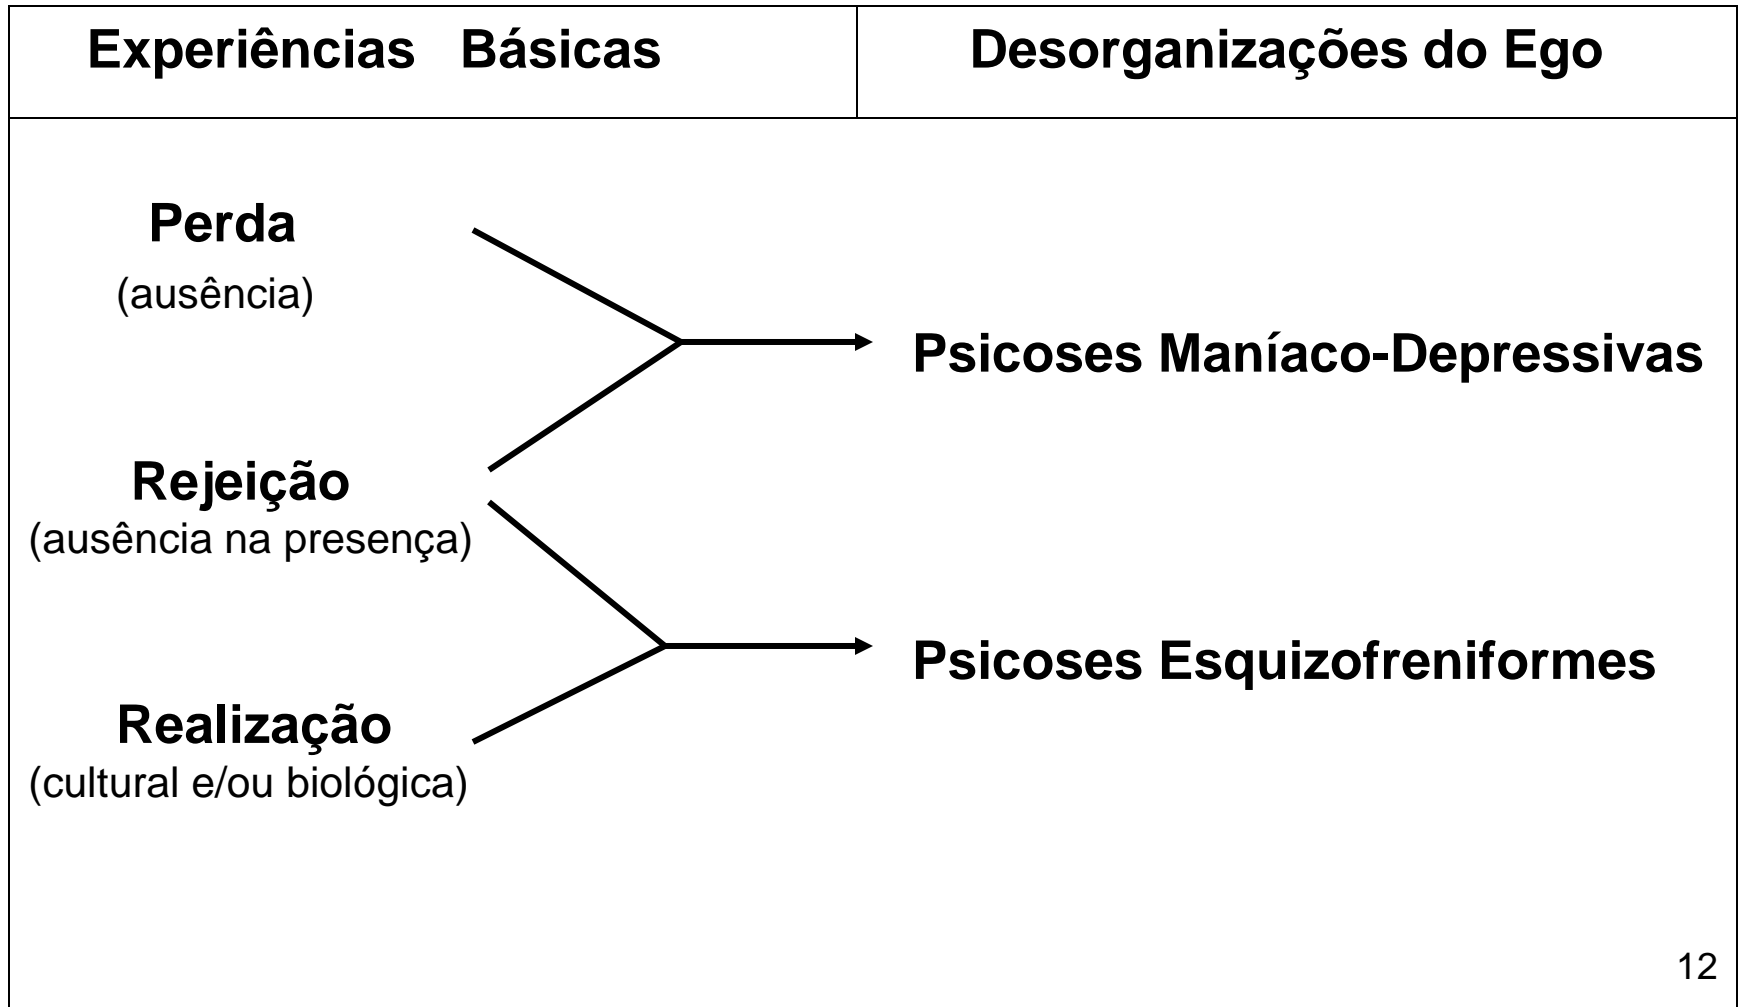 Experiências Básicas
Desorganizações do Ego
Perda
(ausência)
Psicoses Maníaco-Depressivas
Rejeição
(ausência na presença)
Psicoses Esquizofreniformes
Realização
(cultural e/ou biológica)
12